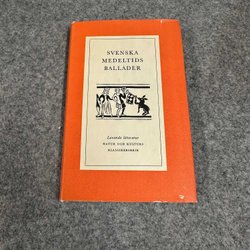 SVENSKA
MEDELTIDS
BALLADER
Levande litteratur
NATUR OCH KULTURS
KLASSIKERSERIE